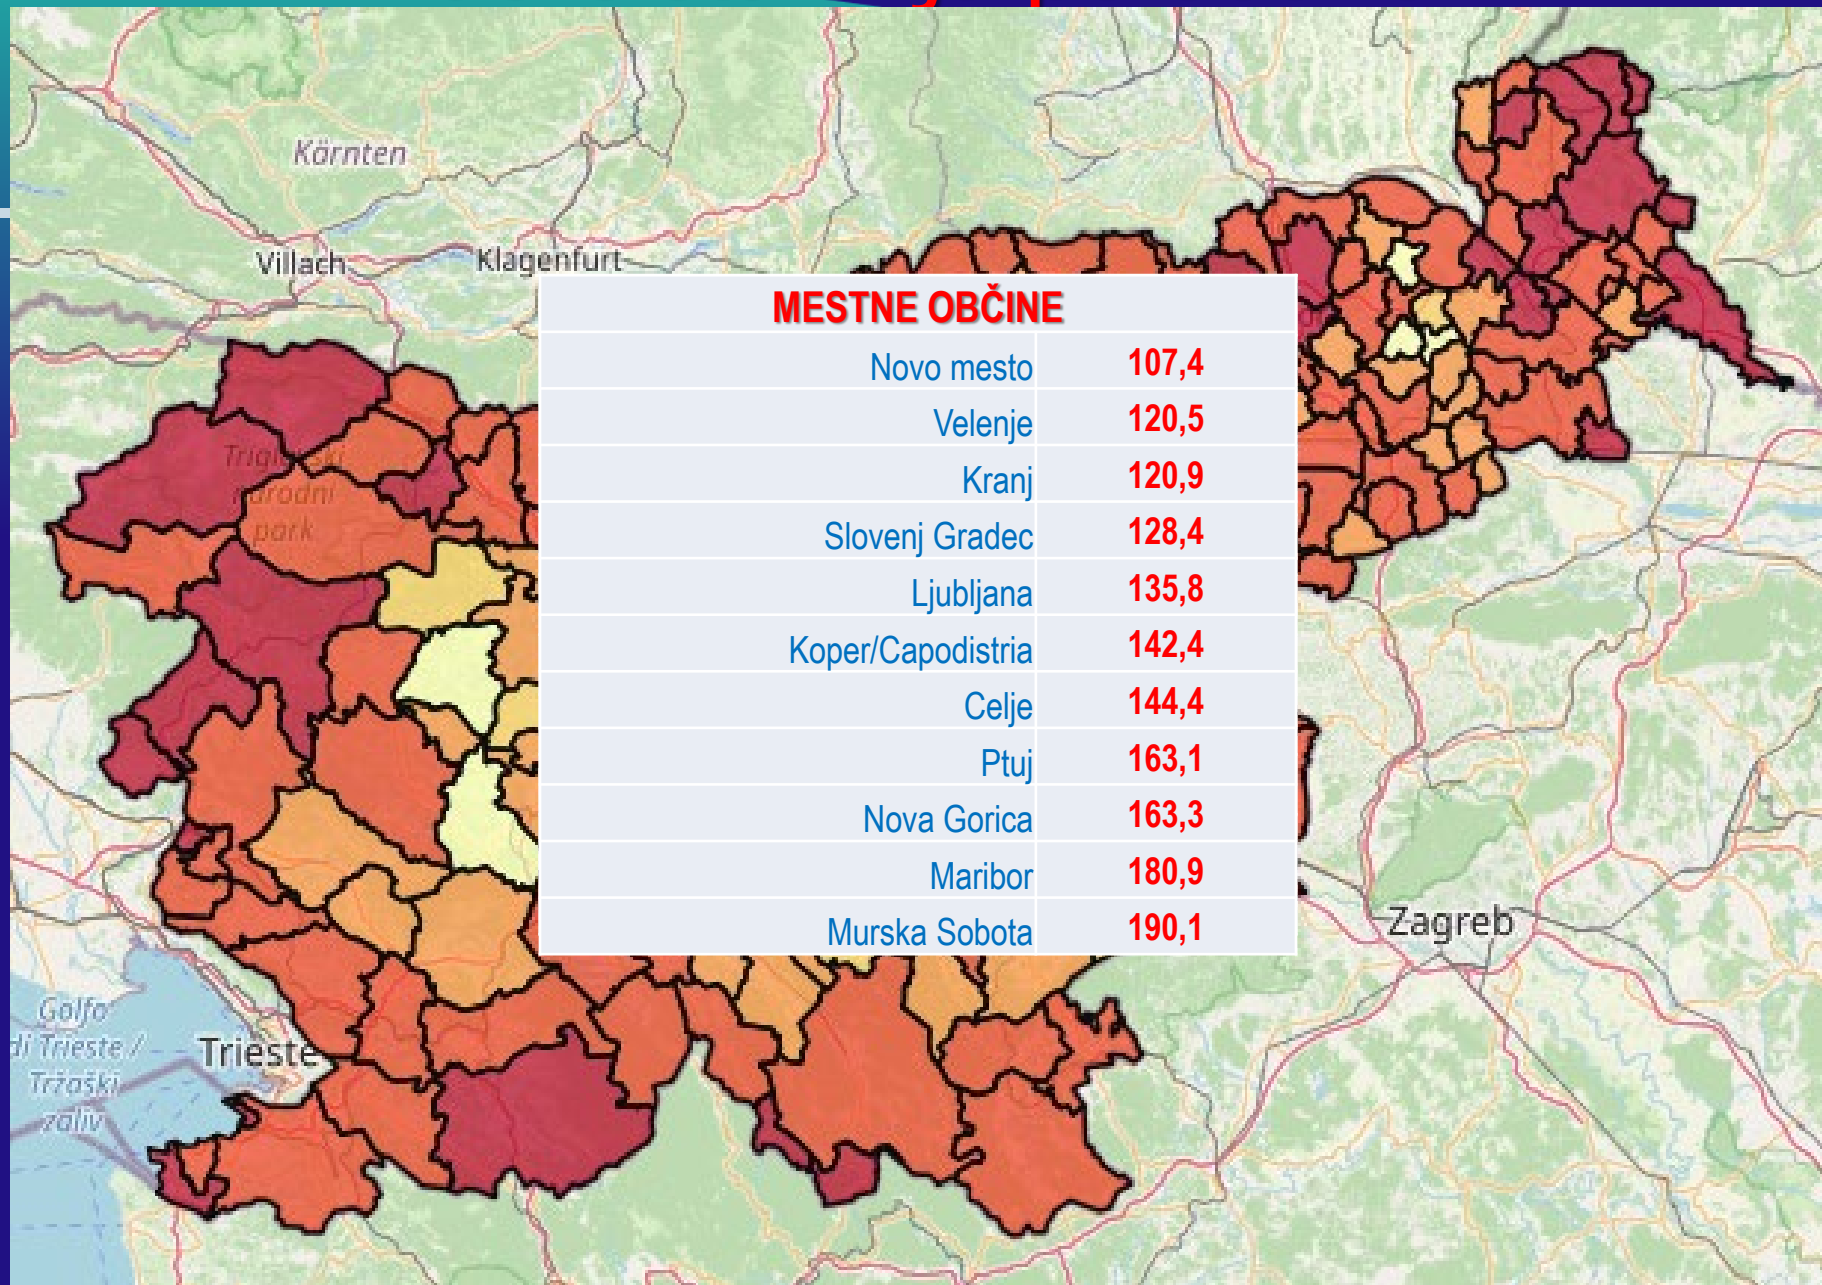 Kärnten
Villach
Klagenfurt
MESTNE OBČINE
Novo mesto 107,4
Velenje 120,5
Kranj 120,9
Slovenj Gradec 128,4
Ljubljana 135,8
Koper/Capodistria 142,4
Celje 144,4
Ptuj 163,1
Nova Gorica 163,3
Maribor 180,9
Murska Sobota 190,1
narodni
park
Zagreb
Golfo
di Trieste /
Tržaški
zaliv
Trieste